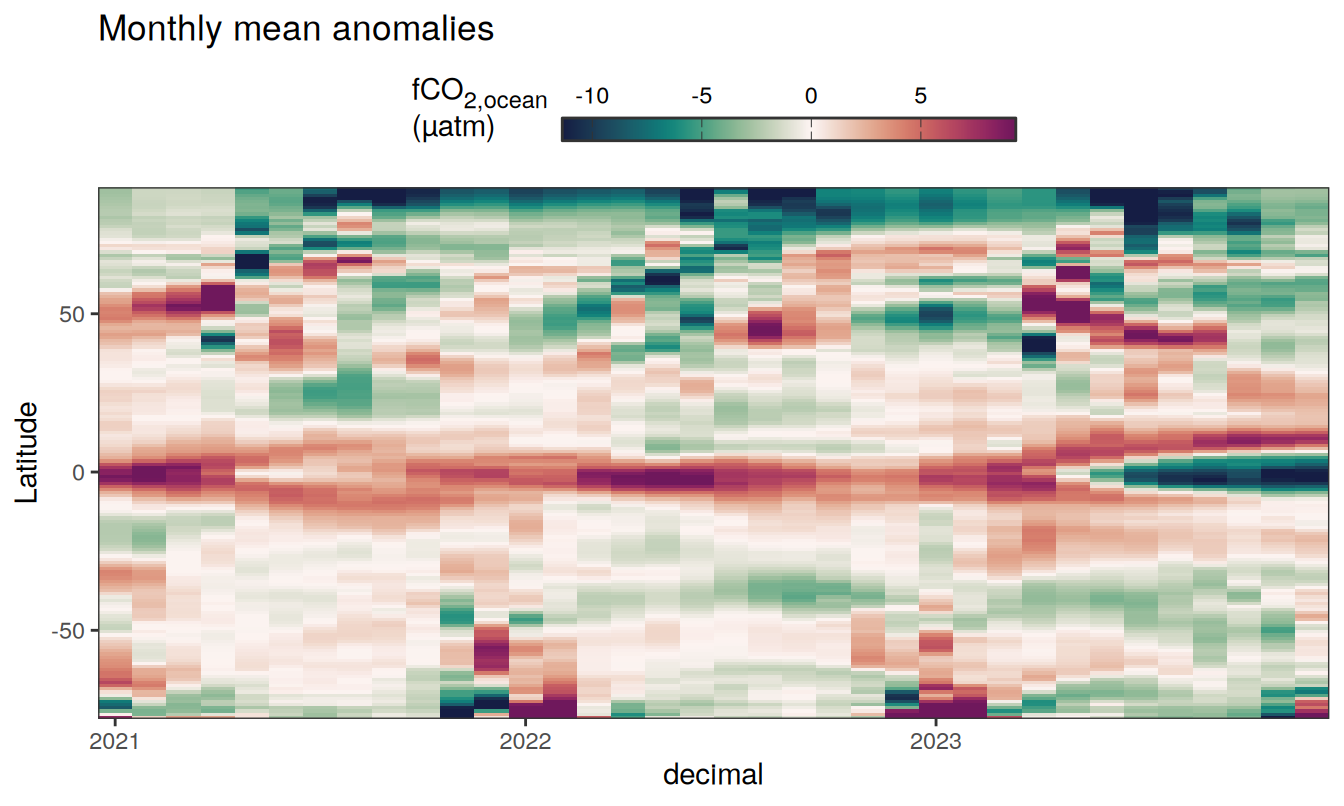 Monthly mean anomalies
fCO2,ocean
(µatm)
-10 -5 0 5
Latitude
50
0
-50
2021 2022 2023
decimal